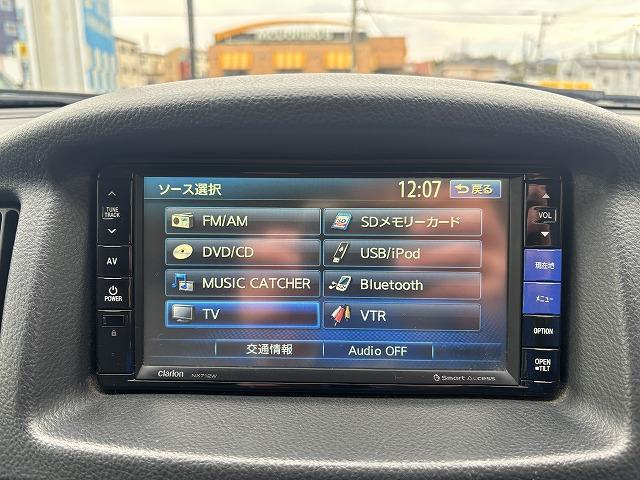 ソース選択
12:07
戻る
FM/AM
SDメモリーカード
DVD/CD
USB/iPod
MUSIC CATCHER
Bluetooth
TV
VTR
交通情報
Audio OFF
TUNE
TRACK
AV
POWER
VOL
現在地
メニュー
OPTION
OPEN
TILT
clarion
NX712W
Smart Access